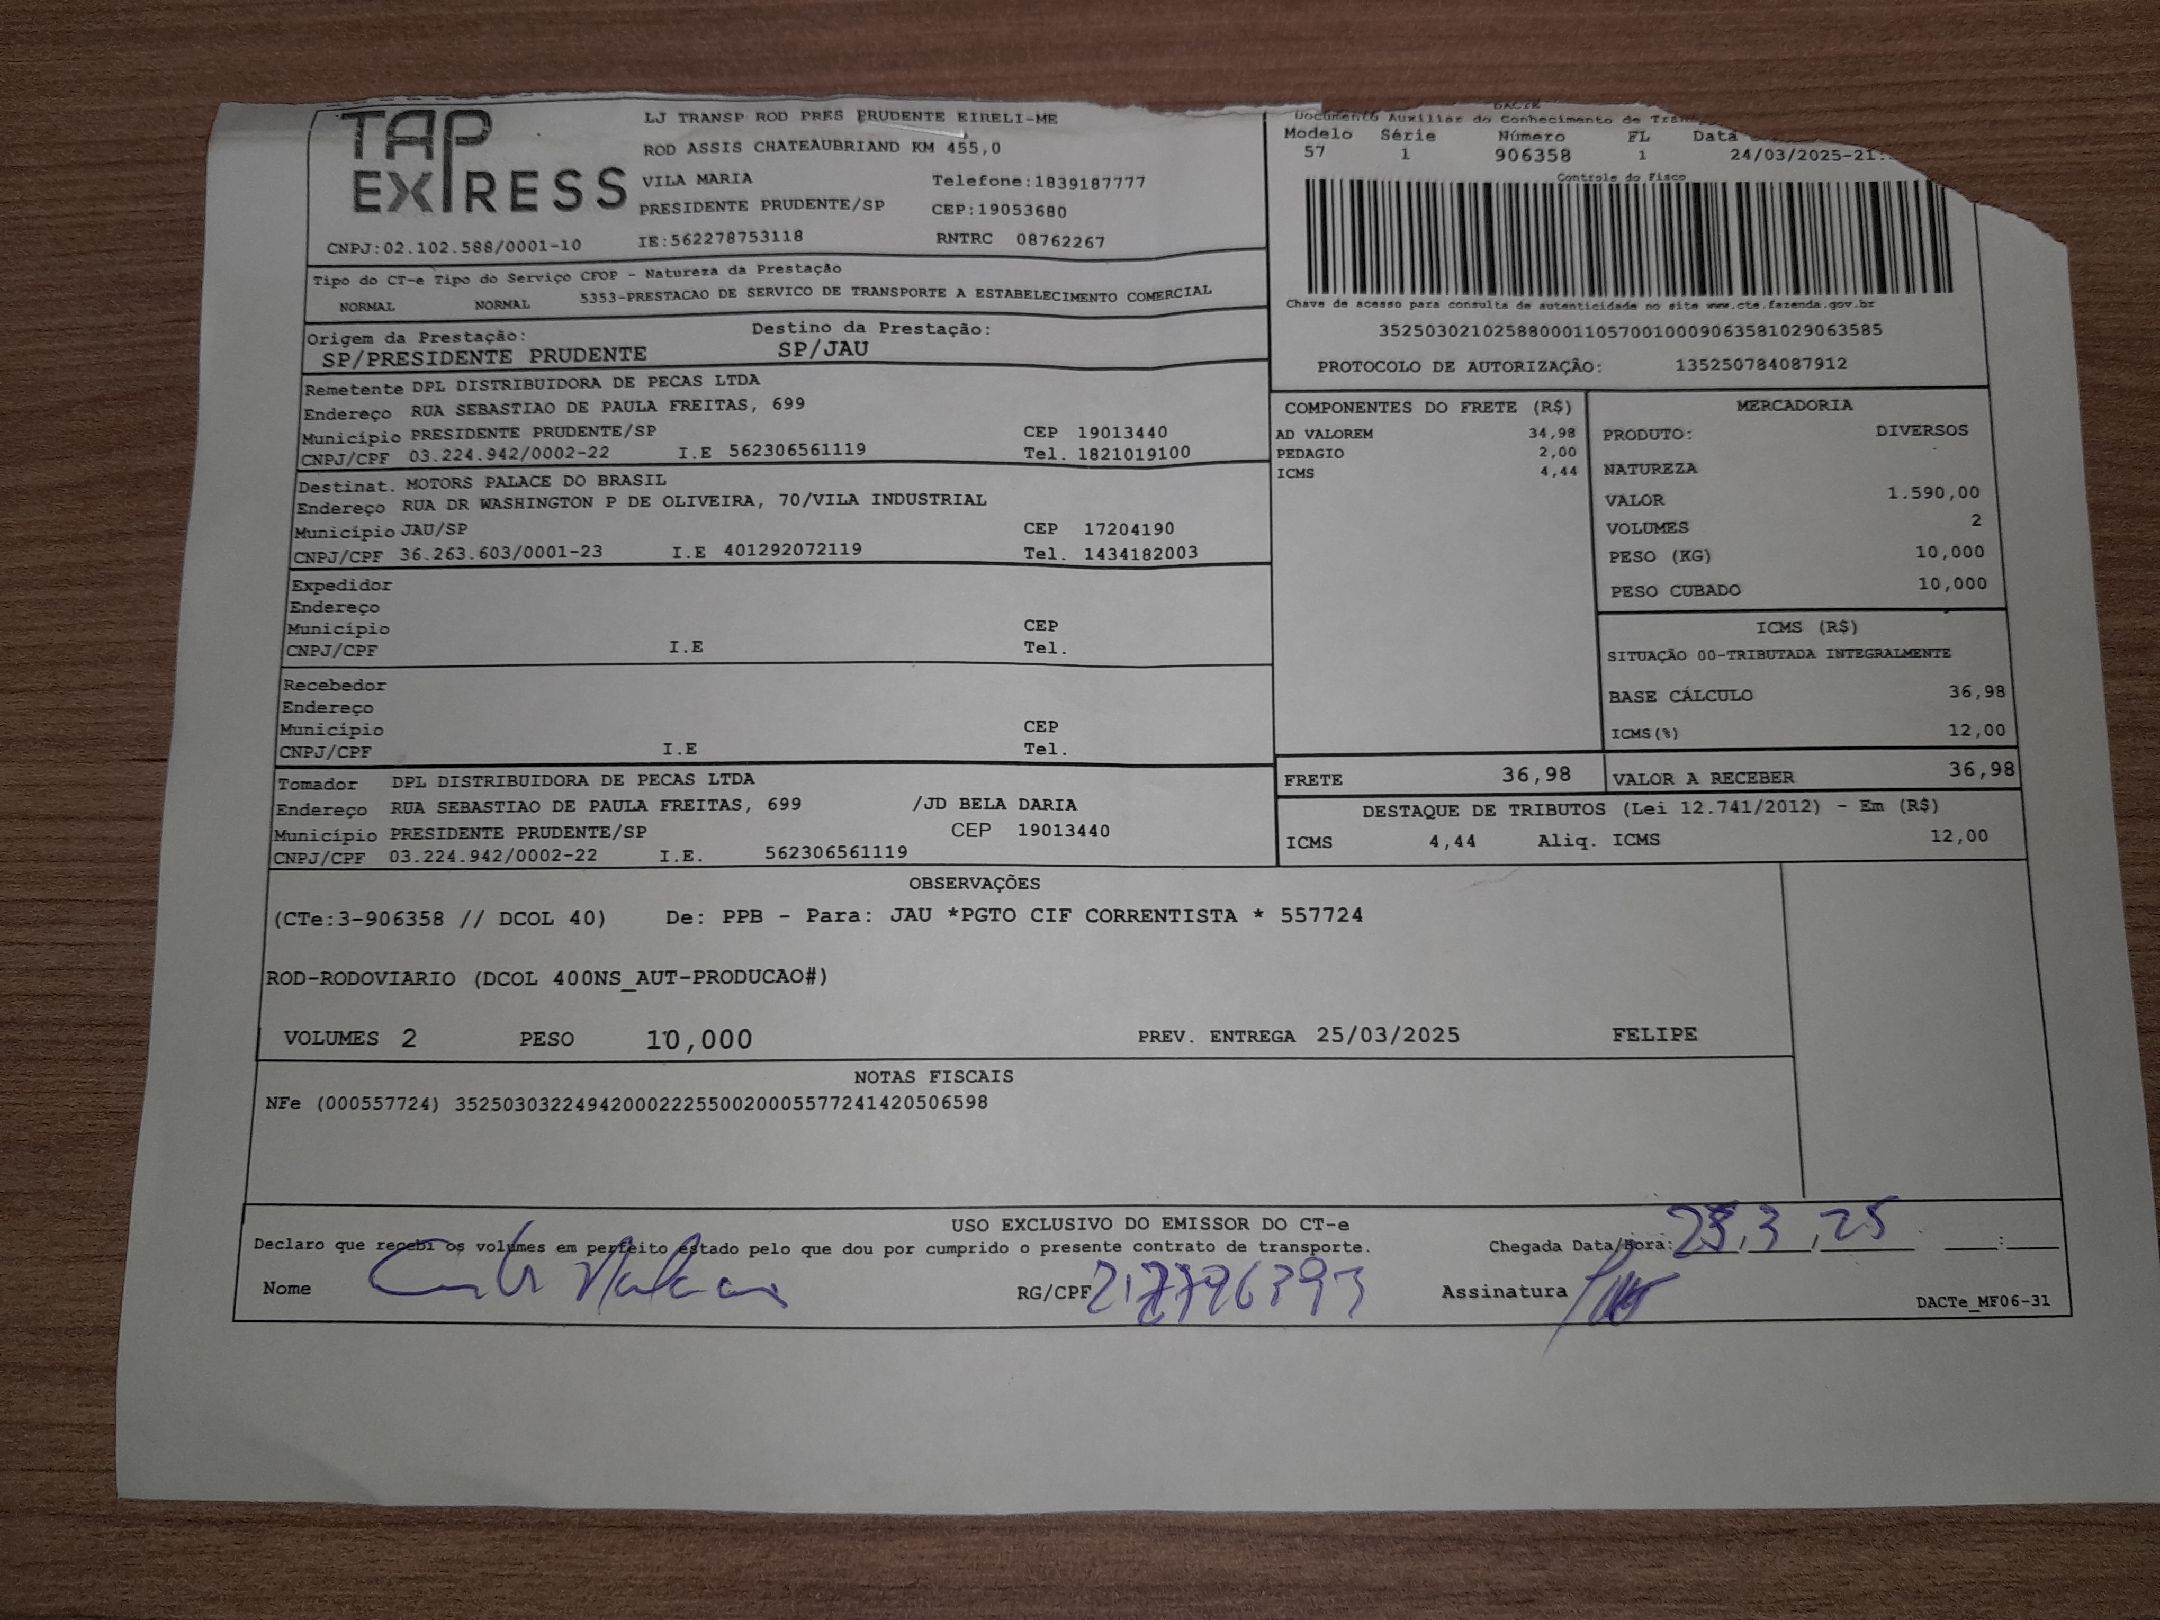 TAP
EXPRESS
LJ TRANSP ROD PRES PRUDENTE EIRELI-ME
ROD ASSIS CHATEAUBRIAND KM 455,0
VILA MARIA Telefone:1839187777
PRESIDENTE PRUDENTE/SP CEP:19053680
CNPJ:02.102.588/0001-10 IE:562278753118 RNTRC 08762267
DACTE
Documento Auxiliar do Conhecimento de
Modelo Série Número FL Data
57 1 906358 1 24/03/2025-21:
Controle do Fisco
Chave de acesso para consulta de autenticidade no site www.cte.fazenda.gov.br
35250302102588000110570010009063581029063585
PROTOCOLO DE AUTORIZAÇÃO: 135250784087912
Tipo do CT-e Tipo do Serviço CFOP - Natureza da Prestação
NORMAL NORMAL 5353-PRESTACAO DE SERVICO DE TRANSPORTE A ESTABELECIMENTO COMERCIAL
Origem da Prestação: Destino da Prestação:
SP/PRESIDENTE PRUDENTE SP/JAU
Remetente DPL DISTRIBUIDORA DE PECAS LTDA
Endereço RUA SEBASTIAO DE PAULA FREITAS, 699
Município PRESIDENTE PRUDENTE/SP CEP 19013440
CNPJ/CPF 03.224.942/0002-22 I.E 562306561119 Tel. 1821019100
Destinat. MOTORS PALACE DO BRASIL
Endereço RUA DR WASHINGTON P DE OLIVEIRA, 70/VILA INDUSTRIAL
Município JAU/SP CEP 17204190
CNPJ/CPF 36.263.603/0001-23 I.E 401292072119 Tel. 1434182003
Expedidor
Endereço
Município CEP
CNPJ/CPF I.E Tel.
Recebedor
Endereço
Município CEP
CNPJ/CPF I.E Tel.
Tomador DPL DISTRIBUIDORA DE PECAS LTDA
Endereço RUA SEBASTIAO DE PAULA FREITAS, 699 /JD BELA DARIA
Município PRESIDENTE PRUDENTE/SP CEP 19013440
CNPJ/CPF 03.224.942/0002-22 I.E. 562306561119
COMPONENTES DO FRETE (R$)
AD VALOREM 34,98
PEDAGIO 2,00
ICMS 4,44
MERCADORIA
PRODUTO: DIVERSOS
NATUREZA
VALOR 1.590,00
VOLUMES 2
PESO (KG) 10,000
PESO CUBADO 10,000
ICMS (R$)
SITUAÇÃO 00-TRIBUTADA INTEGRALMENTE
BASE CÁLCULO 36,98
ICMS(%) 12,00
FRETE 36,98 VALOR A RECEBER 36,98
DESTAQUE DE TRIBUTOS (Lei 12.741/2012) - Em (R$)
ICMS 4,44 Aliq. ICMS 12,00
OBSERVAÇÕES
(CTe:3-906358 // DCOL 40) De: PPB - Para: JAU *PGTO CIF CORRENTISTA * 557724
ROD-RODOVIARIO (DCOL 400NS_AUT-PRODUCAO#)
VOLUMES 2 PESO 10,000 PREV. ENTREGA 25/03/2025 FELIPE
NOTAS FISCAIS
NFe (000557724) 35250303224942000222550020005577241420506598
USO EXCLUSIVO DO EMISSOR DO CT-e
Declaro que recebi os volumes em perfeito estado pelo que dou por cumprido o presente contrato de transporte. Chegada Data/Hora: 25,3,25 :
Nome RG/CPF Assinatura
DACTe_MF06-31